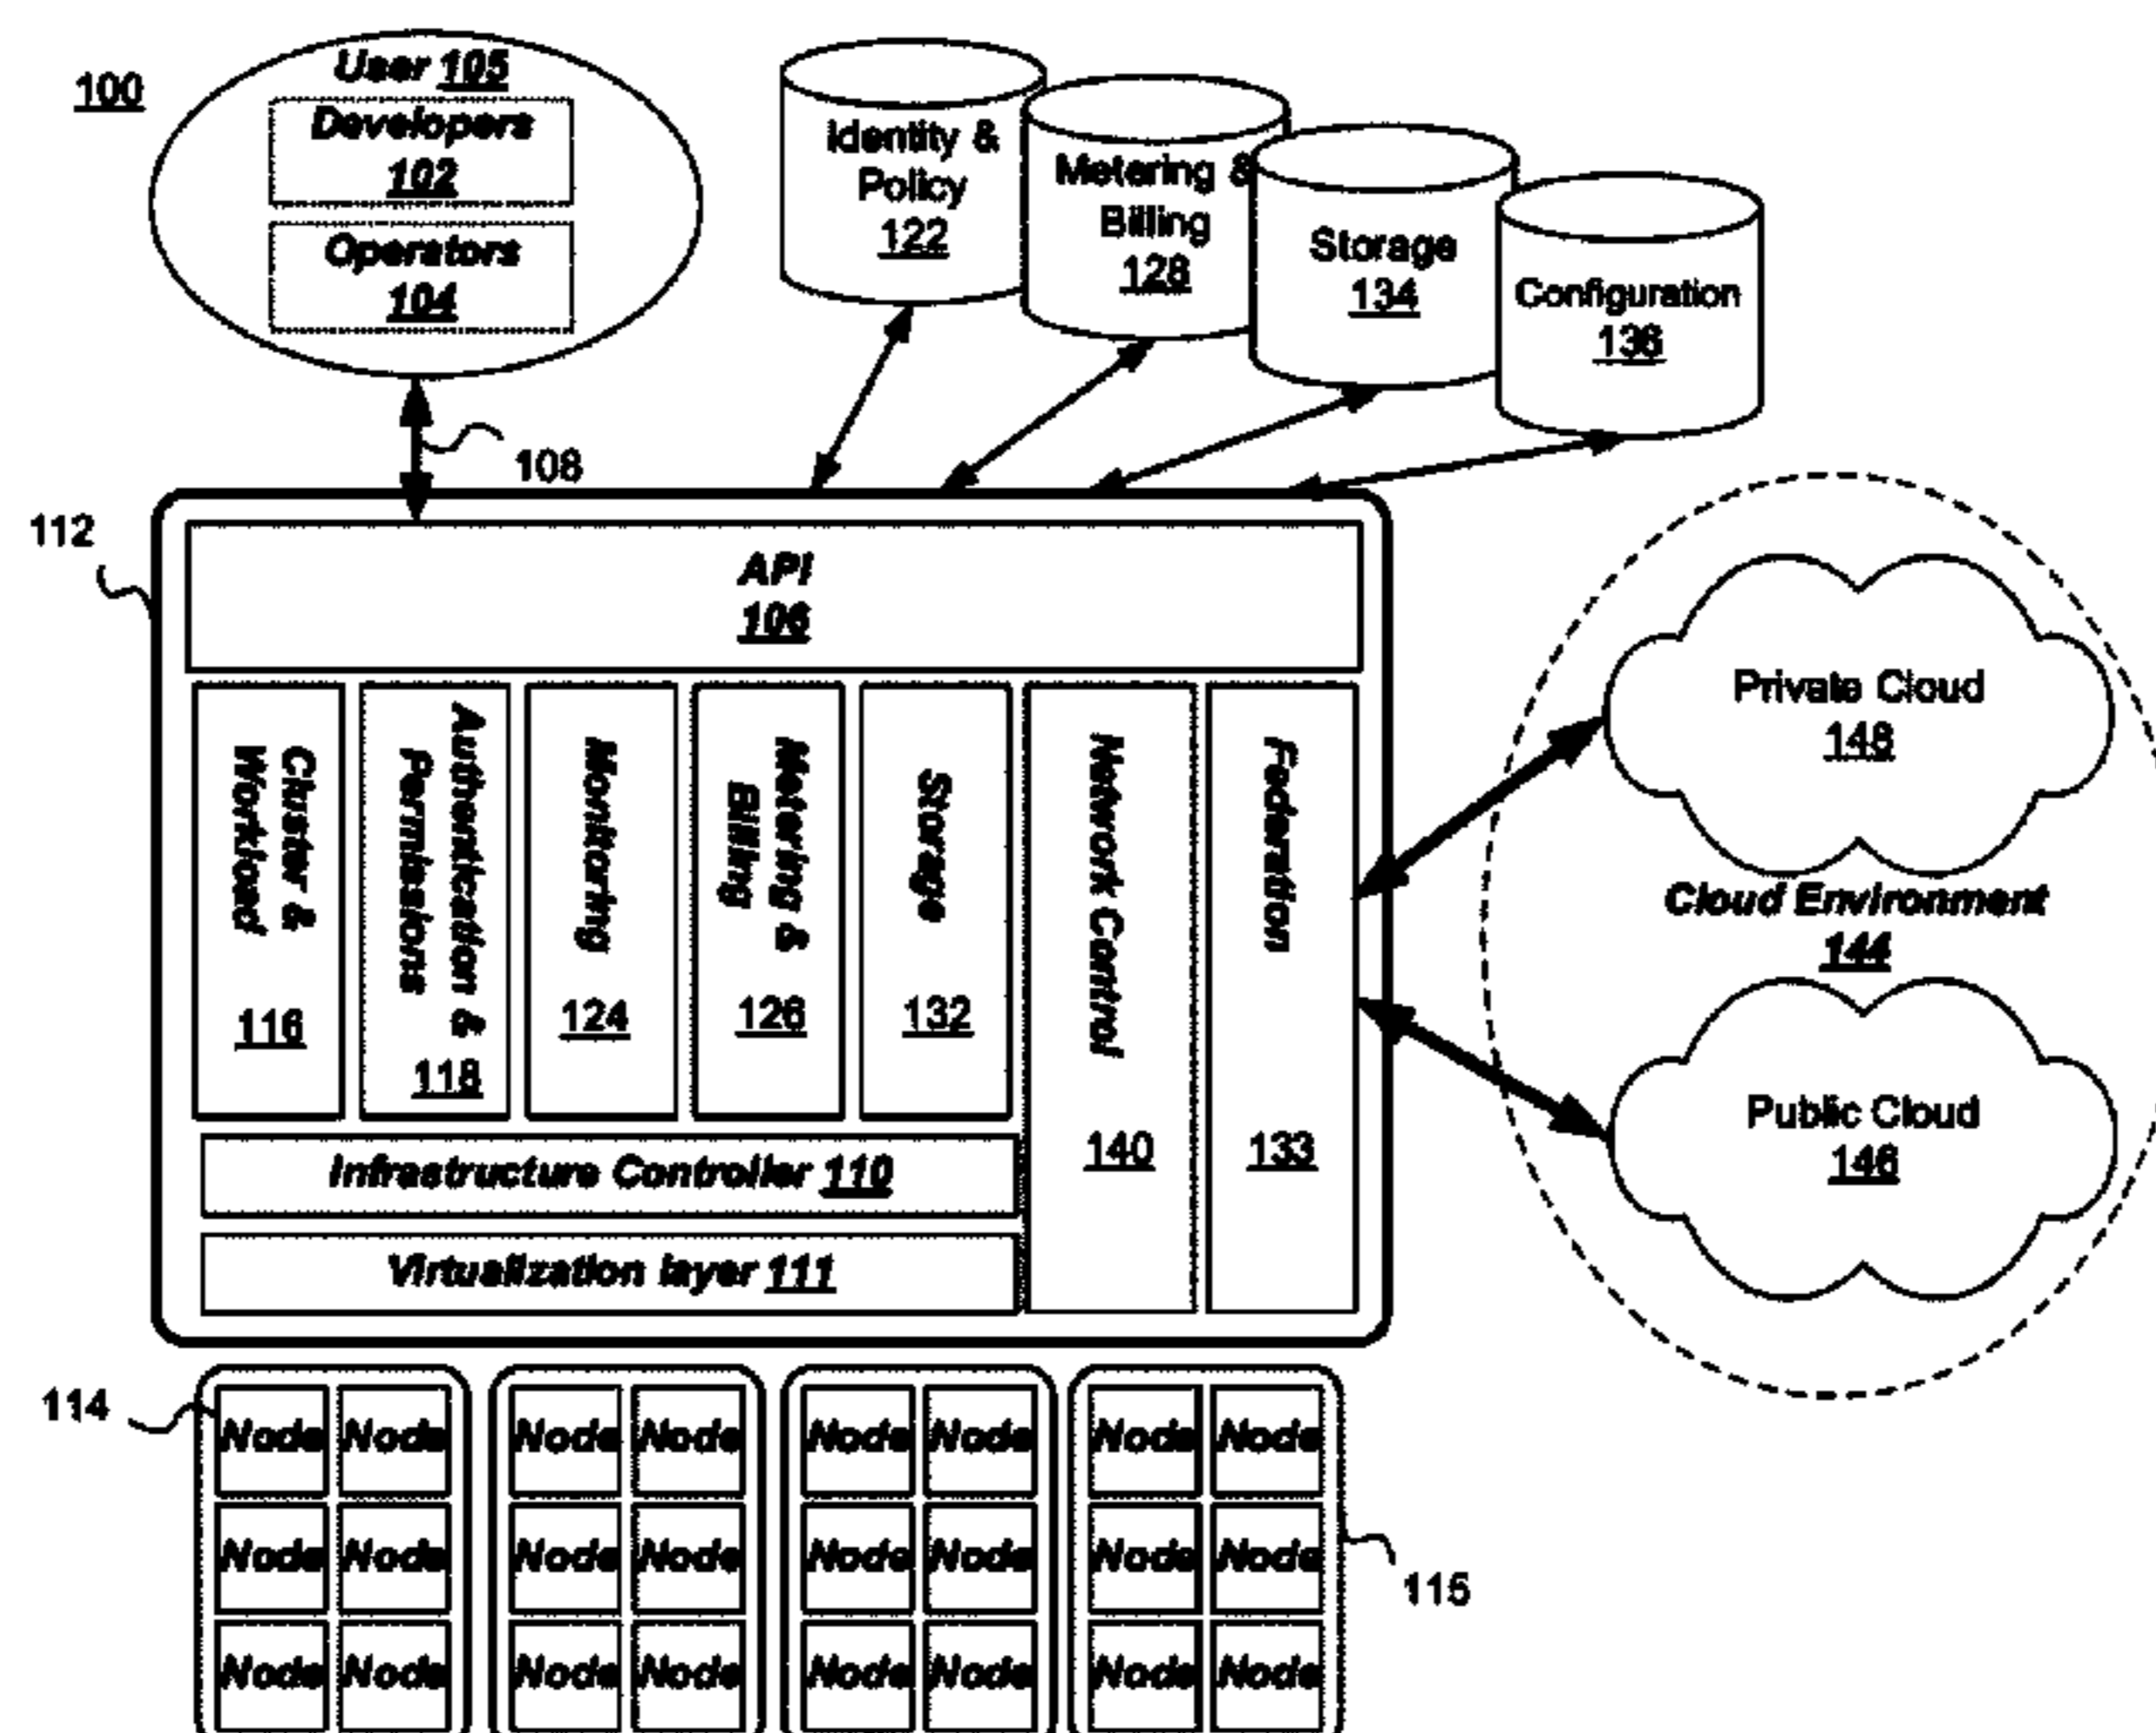 100
User 105
Developers
102
Operators
104
Identity &
Policy
122
Metering &
Billing
128
Storage
134
Configuration
136
108
112
API
106
Cluster &
Workload
116
Authentication &
Permissions
118
Monitoring
124
Metering &
Billing
126
Storage
132
Network Control
140
Federation
133
Infrastructure Controller 110
Virtualization layer 111
Private Cloud
148
Cloud Environment
144
Public Cloud
146
114
Node Node Node Node Node Node Node Node
Node Node Node Node Node Node Node Node
115
Node Node Node Node Node Node Node Node